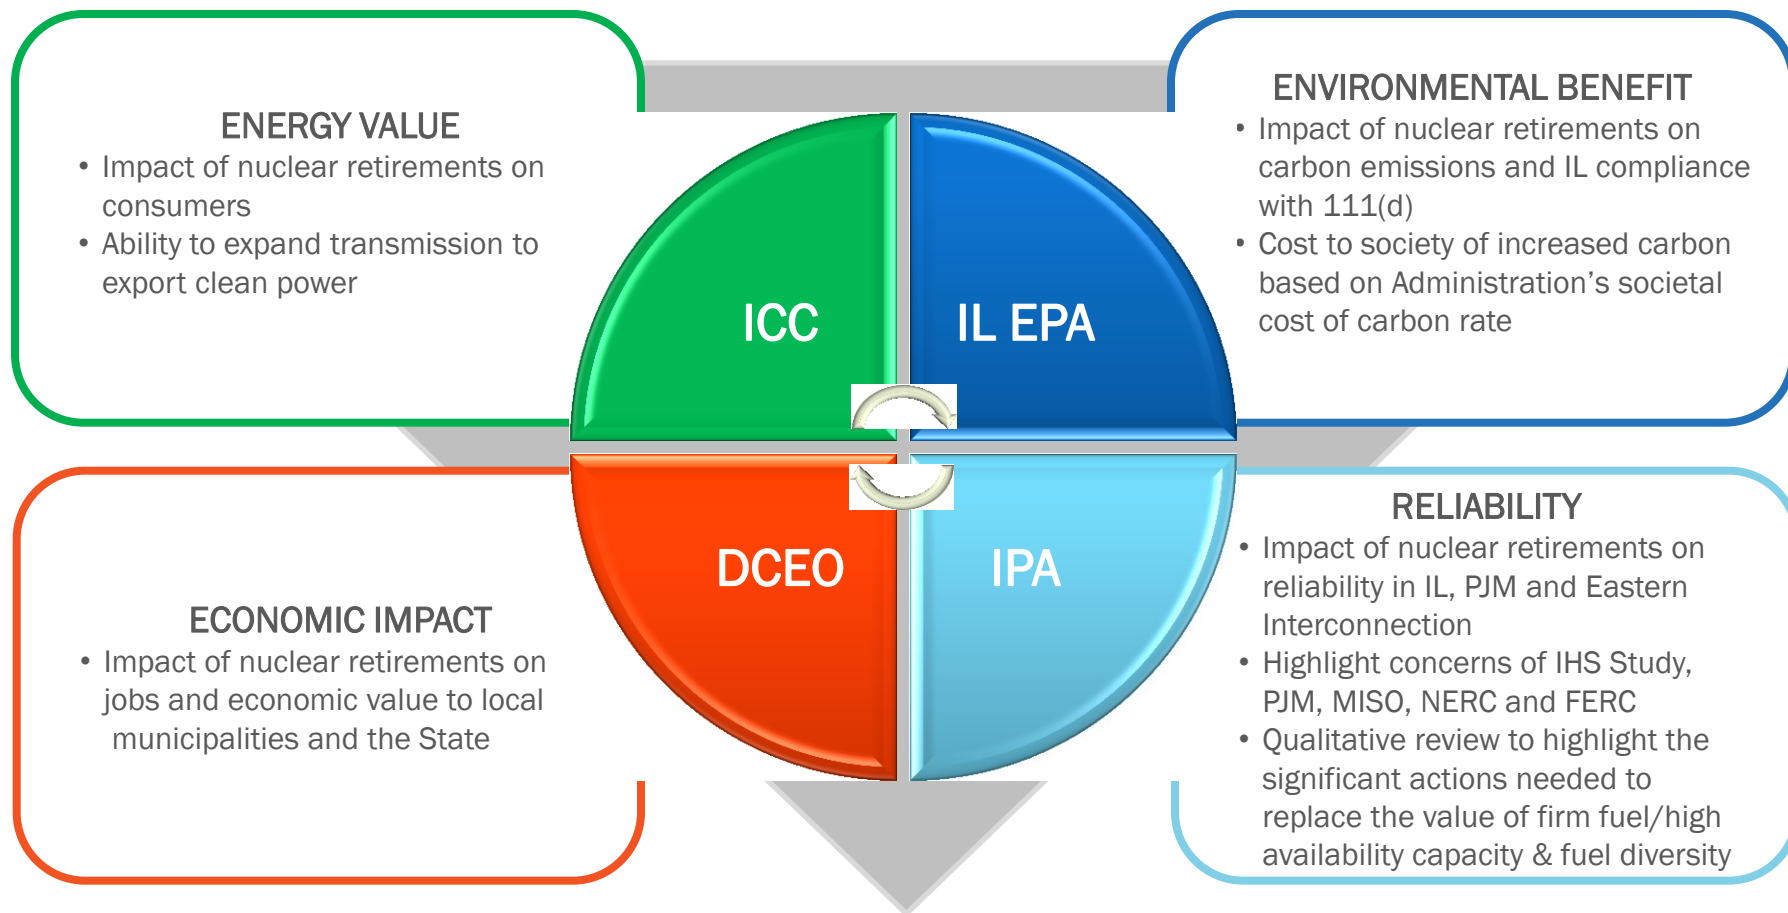 ENERGY VALUE
• Impact of nuclear retirements on
consumers
• Ability to expand transmission to
export clean power
ENVIRONMENTAL BENEFIT
• Impact of nuclear retirements on
carbon emissions and IL compliance
with 111(d)
• Cost to society of increased carbon
based on Administration’s societal
cost of carbon rate
ICC
IL EPA
DCEO
IPA
ECONOMIC IMPACT
• Impact of nuclear retirements on
jobs and economic value to local
municipalities and the State
RELIABILITY
• Impact of nuclear retirements on
reliability in IL, PJM and Eastern
Interconnection
• Highlight concerns of IHS Study,
PJM, MISO, NERC and FERC
• Qualitative review to highlight the
significant actions needed to
replace the value of firm fuel/high
availability capacity & fuel diversity